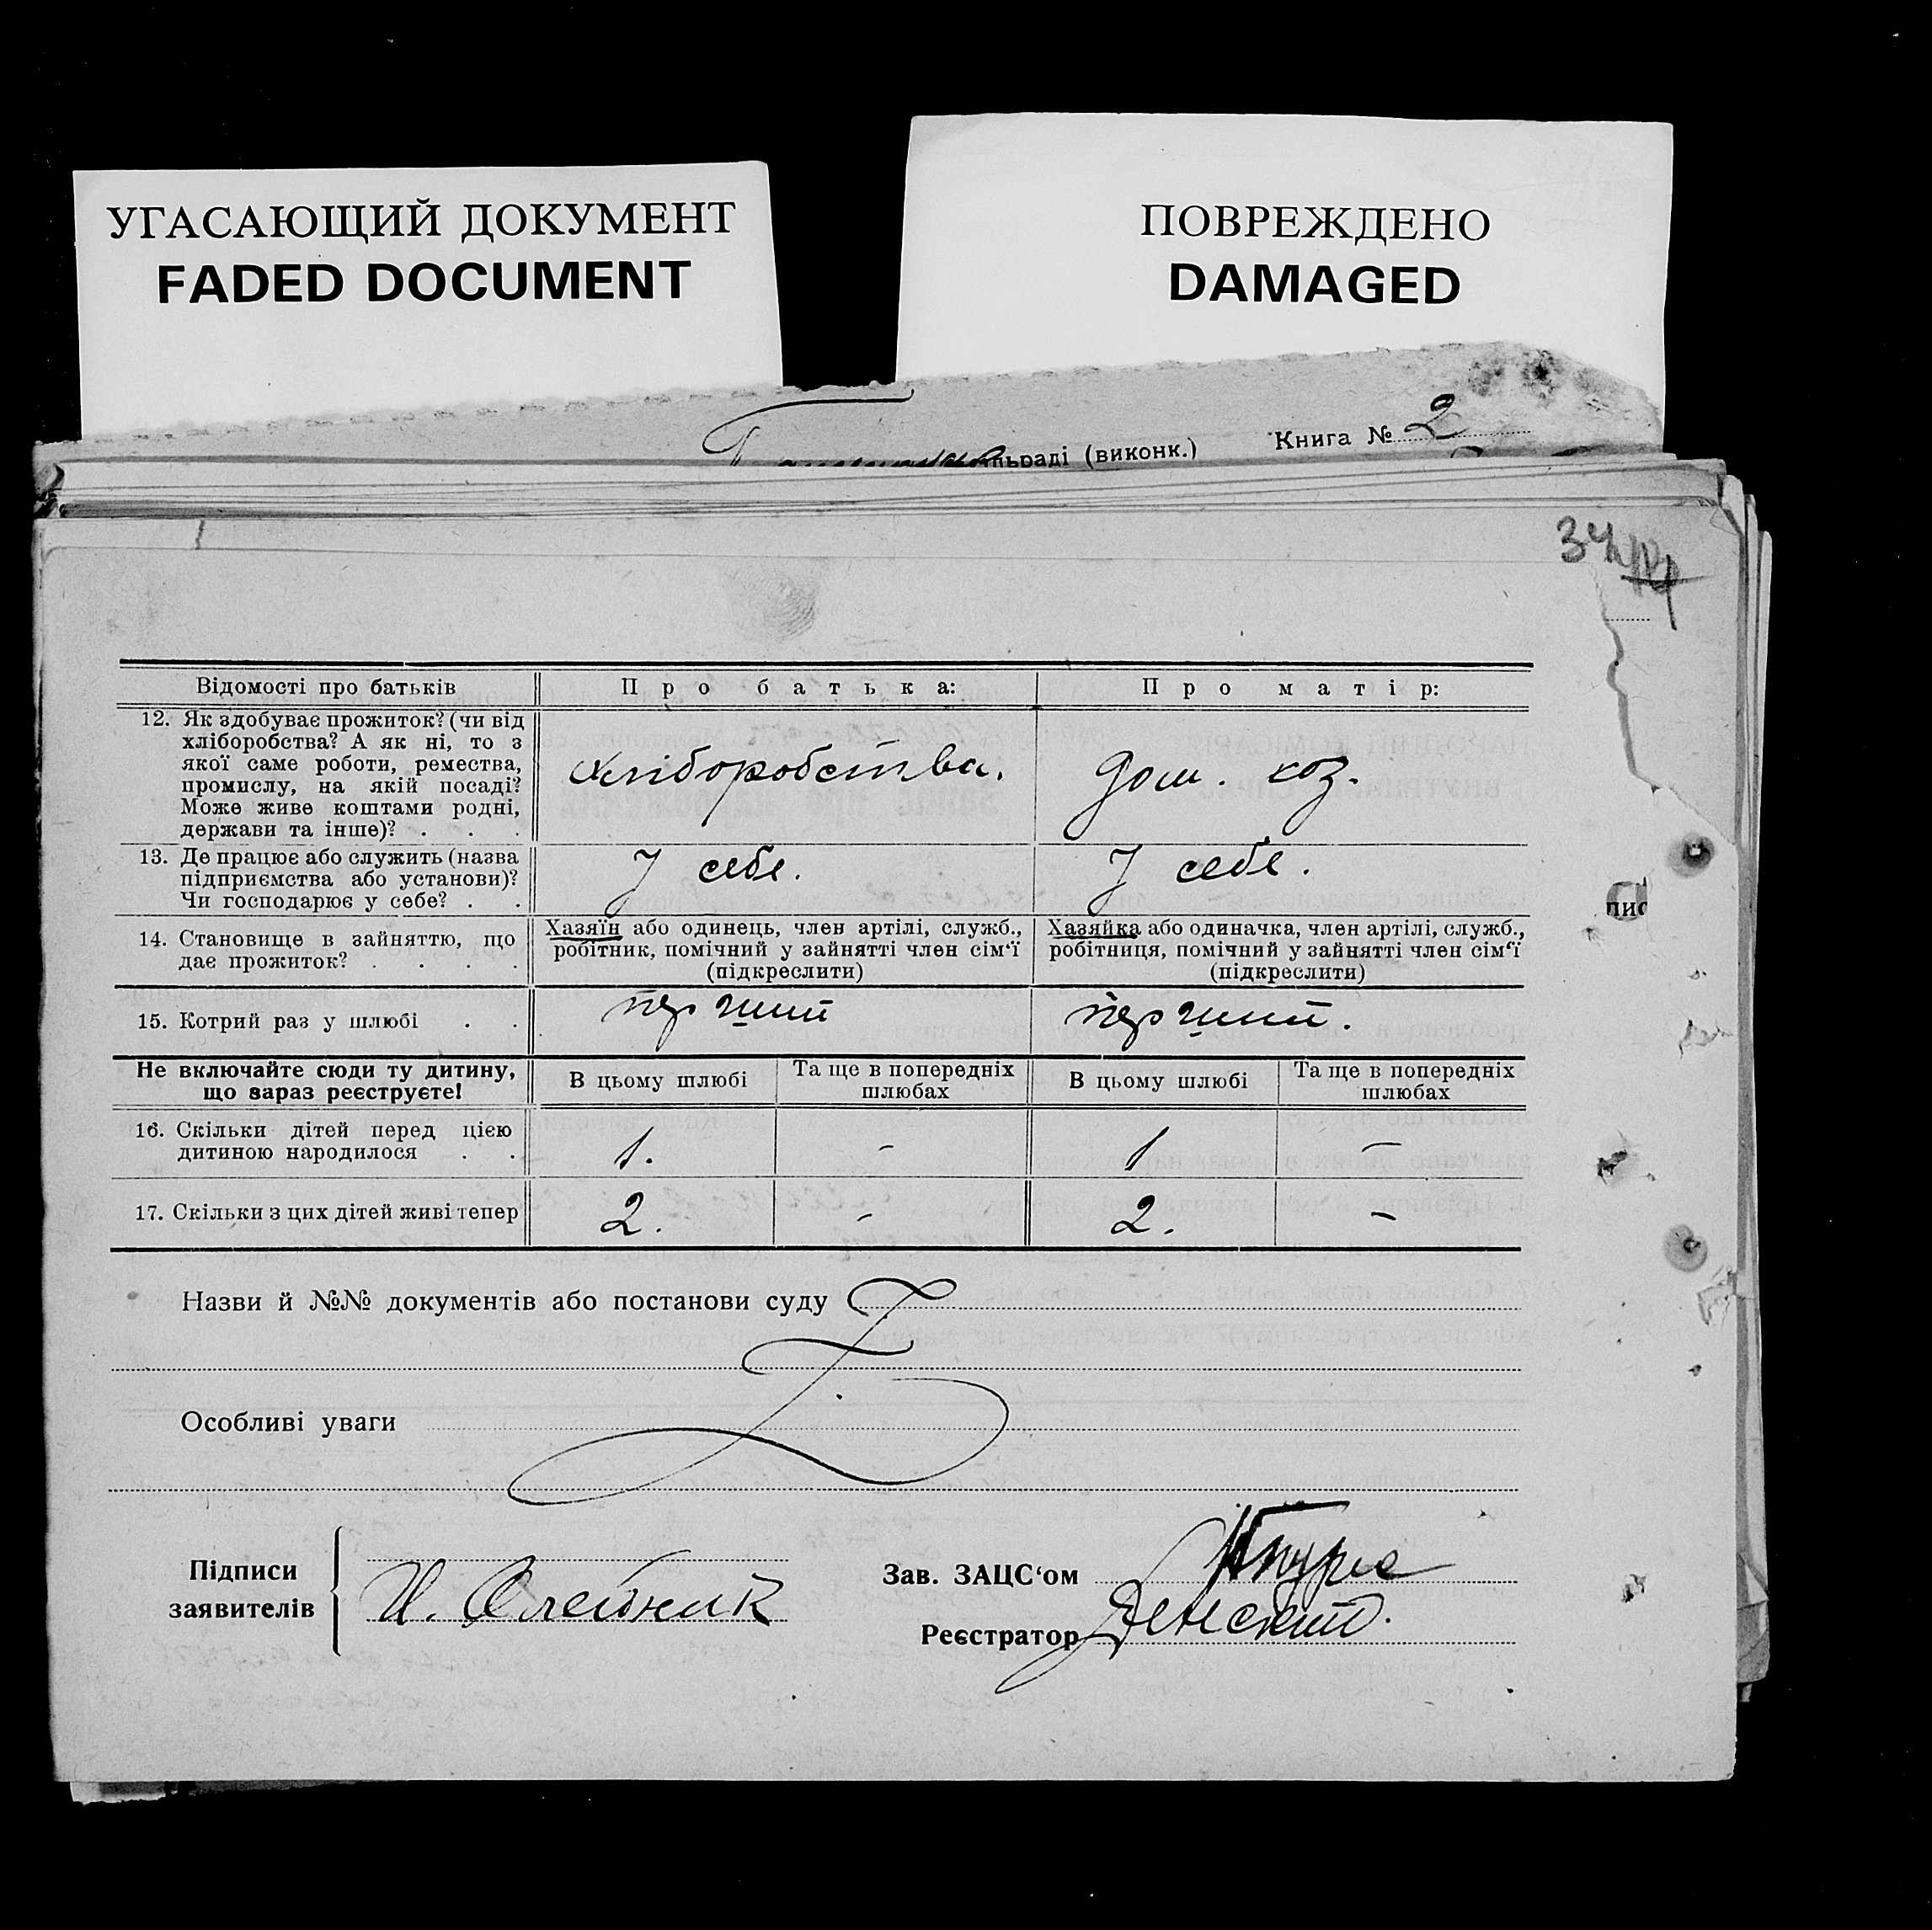 УГАСАЮЩИЙ ДОКУМЕНТ
FADED DOCUMENT
ПОВРЕЖДЕНО
DAMAGED
льраді (виконк.) Книга № 2
34
Відомості про батьків Про батька: Про матір:
12. Як здобуває прожиток? (чи від
хліборобства? А як ні, то з
якої саме роботи, ремества,
промислу, на якій посаді?
Може живе коштами родні,
держави та інше)? . . .
хліборобства. дом. хоз.
13. Де працює або служить (назва
підприємства або установи)?
Чи господарює у себе? . .
У себе. У себе.
14. Становище в зайняттю, що
дає прожиток? . . . .
Хазяїн або одинець, член артілі, служб.,
робітник, помічний у зайнятті член сім‘ї
(підкреслити)
Хазяйка або одиначка, член артілі, служб.,
робітниця, помічний у зайнятті член сім‘ї
(підкреслити)
15. Котрий раз у шлюбі . . перший перший.
Не включайте сюди ту дитину,
що зараз реєструєте!
В цьому шлюбі Та ще в попередніх
шлюбах
В цьому шлюбі Та ще в попередніх
шлюбах
16. Скільки дітей перед цією
дитиною народилося . .
1. - 1 -
17. Скільки з цих дітей живі тепер 2. - 2. -
пис
Назви й №№ документів або постанови суду
Особливі уваги
Підписи
заявителів
И. Олейник
Зав. ЗАЦС‘ом
Реєстратор